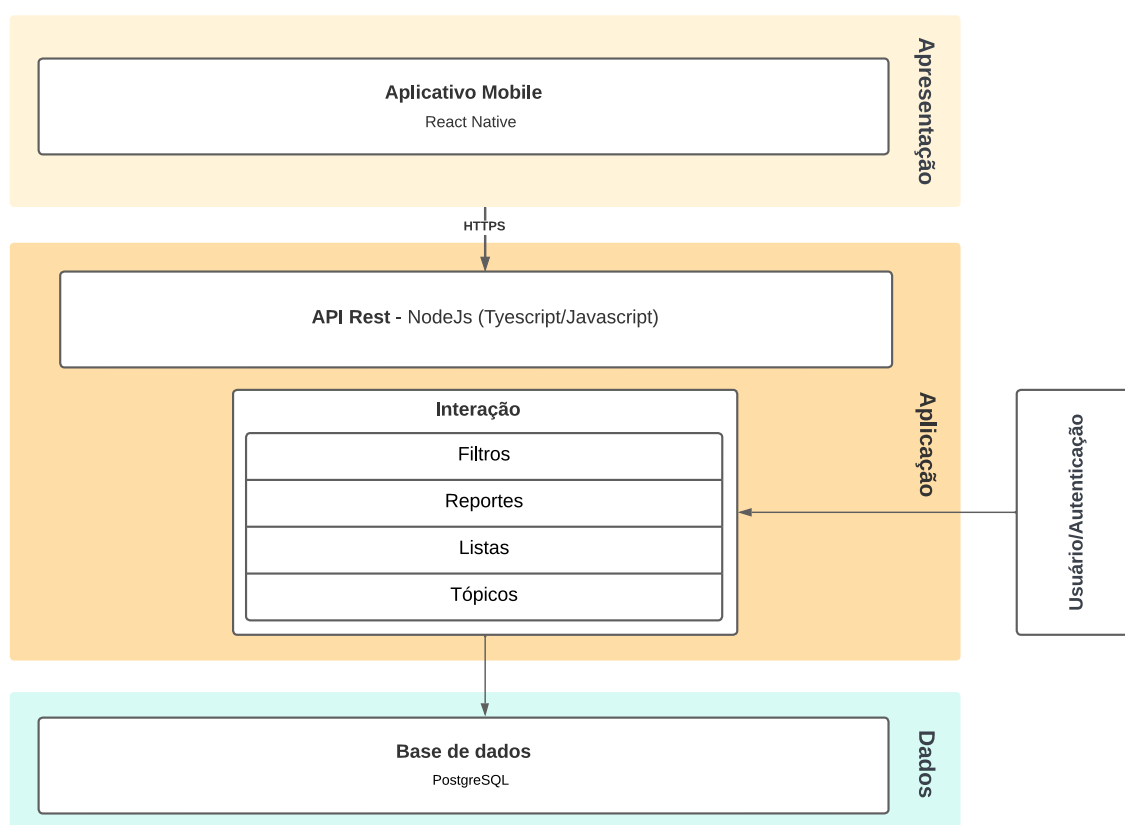 Apresentação
Aplicativo Mobile
React Native
HTTPS
API Rest - NodeJs (Tyescript/Javascript)
Aplicação
Interação
Filtros
Reportes
Listas
Tópicos
Usuário/Autenticação
Dados
Base de dados
PostgreSQL